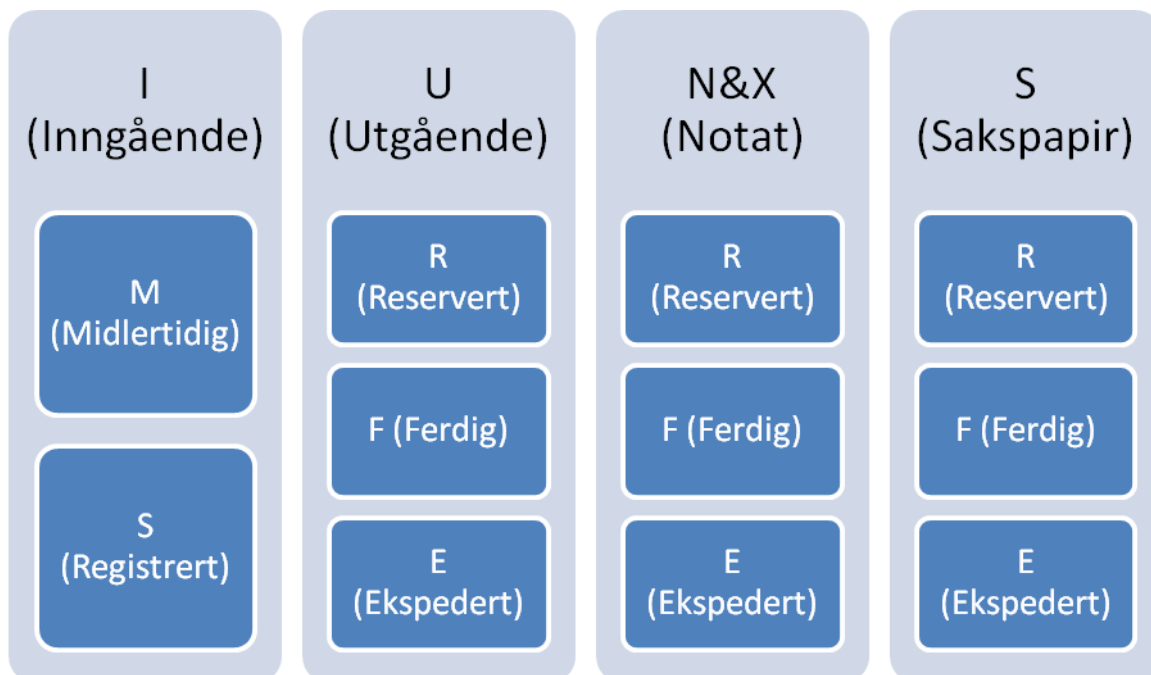 I
(Inngående)
M
(Midlertidig)
S
(Registrert)
U
(Utgående)
R
(Reservert)
F (Ferdig)
E
(Ekspedert)
N&X
(Notat)
R
(Reservert)
F (Ferdig)
E
(Ekspedert)
S
(Sakspapir)
R
(Reservert)
F (Ferdig)
E
(Ekspedert)